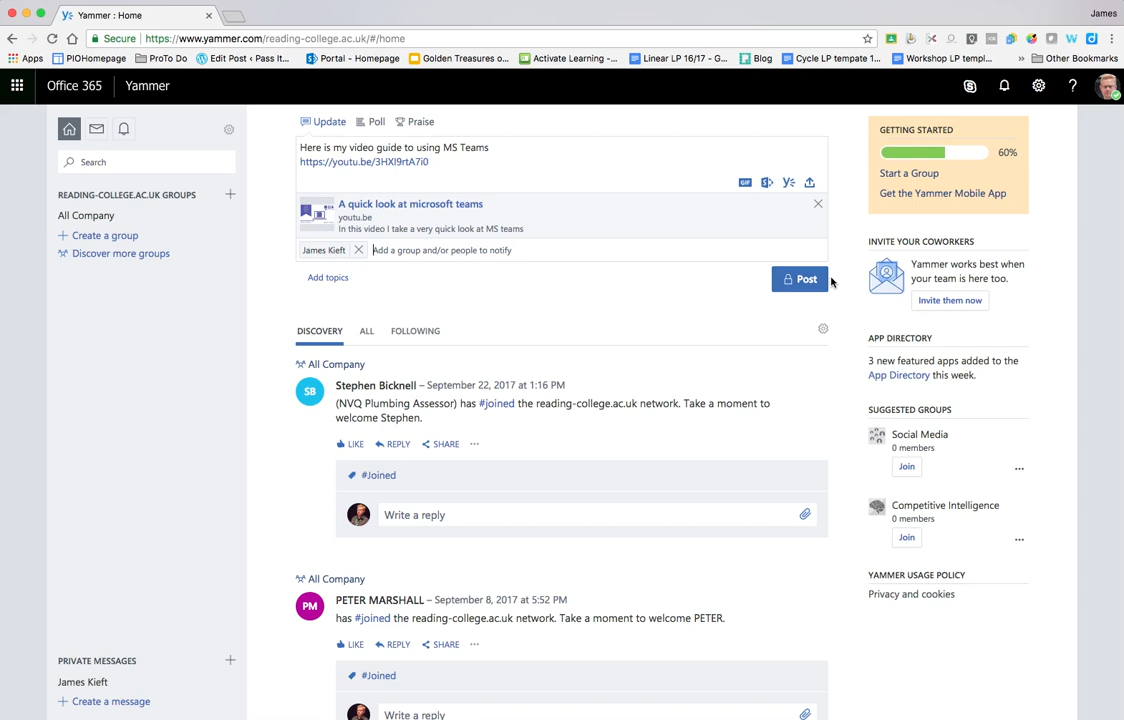 Yammer : Home
James
Secure https://www.yammer.com/reading-college.ac.uk/#/home
Apps PIOHomepage ProTo Do Edit Post ‹ Pass It... Portal - Homepage Golden Treasures o... Activate Learning -... Linear LP 16/17 - G... Blog Cycle LP tempate 1... Workshop LP templ... » Other Bookmarks
Office 365 Yammer
Search
READING-COLLEGE.AC.UK GROUPS
All Company
Create a group
Discover more groups
PRIVATE MESSAGES
James Kieft
Create a message
Update Poll Praise
Here is my video guide to using MS Teams
https://youtu.be/3HXI9rtA7i0
GIF
A quick look at microsoft teams
youtu.be
In this video I take a very quick look at MS teams
James Kieft Add a group and/or people to notify
Add topics
Post
DISCOVERY ALL FOLLOWING
All Company
SB
Stephen Bicknell – September 22, 2017 at 1:16 PM
(NVQ Plumbing Assessor) has #joined the reading-college.ac.uk network. Take a moment to
welcome Stephen.
LIKE REPLY SHARE ...
#Joined
Write a reply
All Company
PM
PETER MARSHALL – September 8, 2017 at 5:52 PM
has #joined the reading-college.ac.uk network. Take a moment to welcome PETER.
LIKE REPLY SHARE ...
#Joined
Write a reply
GETTING STARTED
60%
Start a Group
Get the Yammer Mobile App
INVITE YOUR COWORKERS
Yammer works best when
your team is here too.
Invite them now
APP DIRECTORY
3 new featured apps added to the
App Directory this week.
SUGGESTED GROUPS
Social Media
0 members
Join
Competitive Intelligence
0 members
Join
YAMMER USAGE POLICY
Privacy and cookies